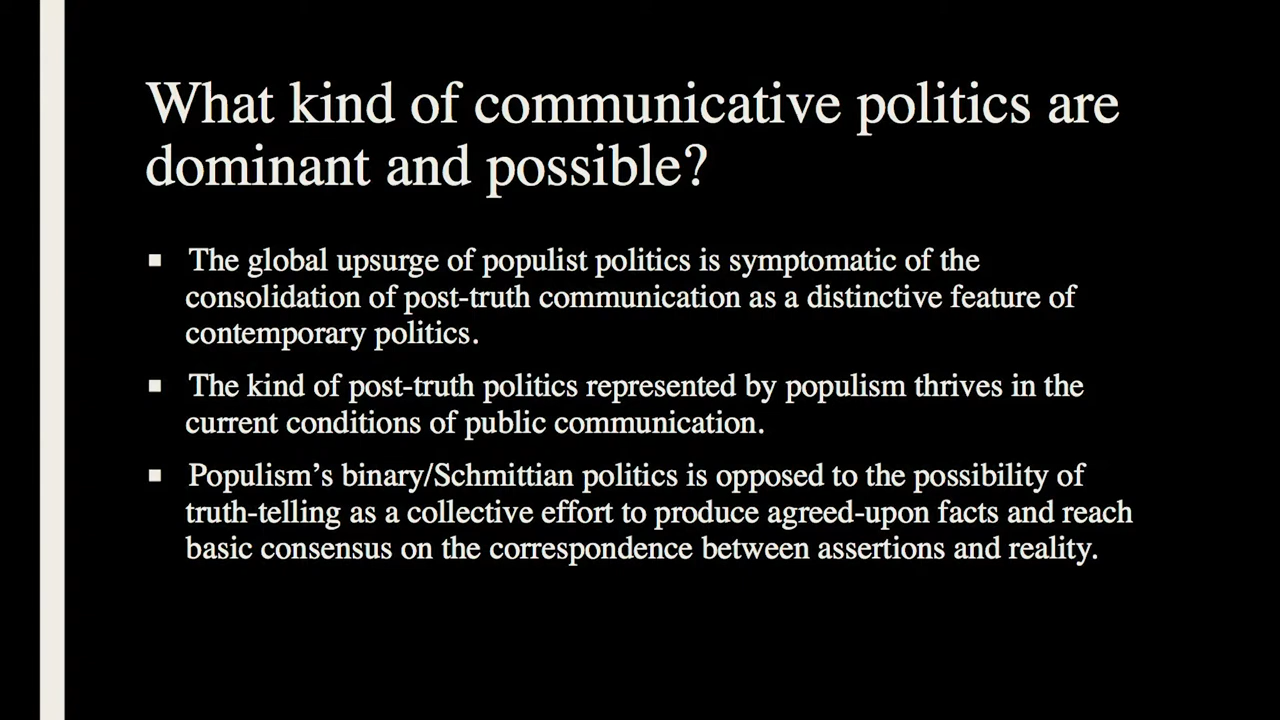 What kind of communicative politics are
dominant and possible?
▪ The global upsurge of populist politics is symptomatic of the
consolidation of post-truth communication as a distinctive feature of
contemporary politics.
▪ The kind of post-truth politics represented by populism thrives in the
current conditions of public communication.
▪ Populism’s binary/Schmittian politics is opposed to the possibility of
truth-telling as a collective effort to produce agreed-upon facts and reach
basic consensus on the correspondence between assertions and reality.